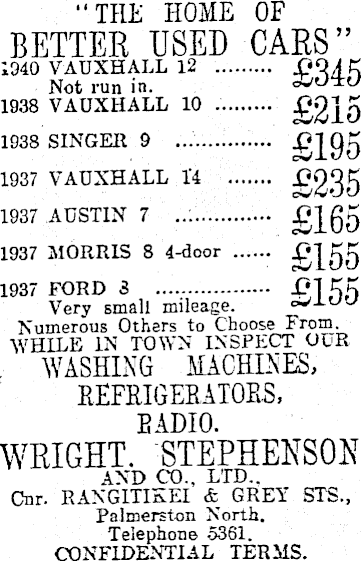 "THE HOME OF
BETTER USED CARS"
1940 VAUXHALL 12 ......... £345
Not run in.
1938 VAUXHALL 10 ......... £215
1938 SINGER 9 ............... £195
1937 VAUXHALL 14 ....... £235
1937 AUSTIN 7 ............... £165
1937 MORRIS 8 4-door ...... £155
1937 FORD 8 .................. £155
Very small mileage.
Numerous Others to Choose From.
WHILE IN TOWN INSPECT OUR
WASHING MACHINES,
REFRIGERATORS,
RADIO.
WRIGHT. STEPHENSON
AND CO., LTD.,
Cnr. RANGITIKEI & GREY STS.,
Palmerston North.
Telephone 5361.
CONFIDENTIAL TERMS.